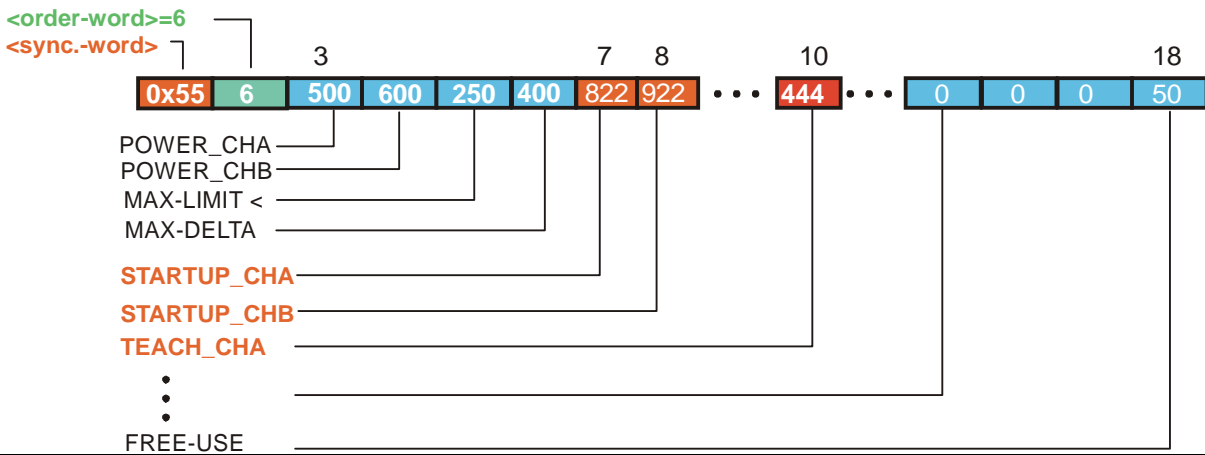 <order-word>=6
<sync.-word>
3 7 8 10 18
0x55 6 500 600 250 400 822 922 444 0 0 0 50
POWER_CHA
POWER_CHB
MAX-LIMIT <
MAX-DELTA
STARTUP_CHA
STARTUP_CHB
TEACH_CHA
FREE-USE